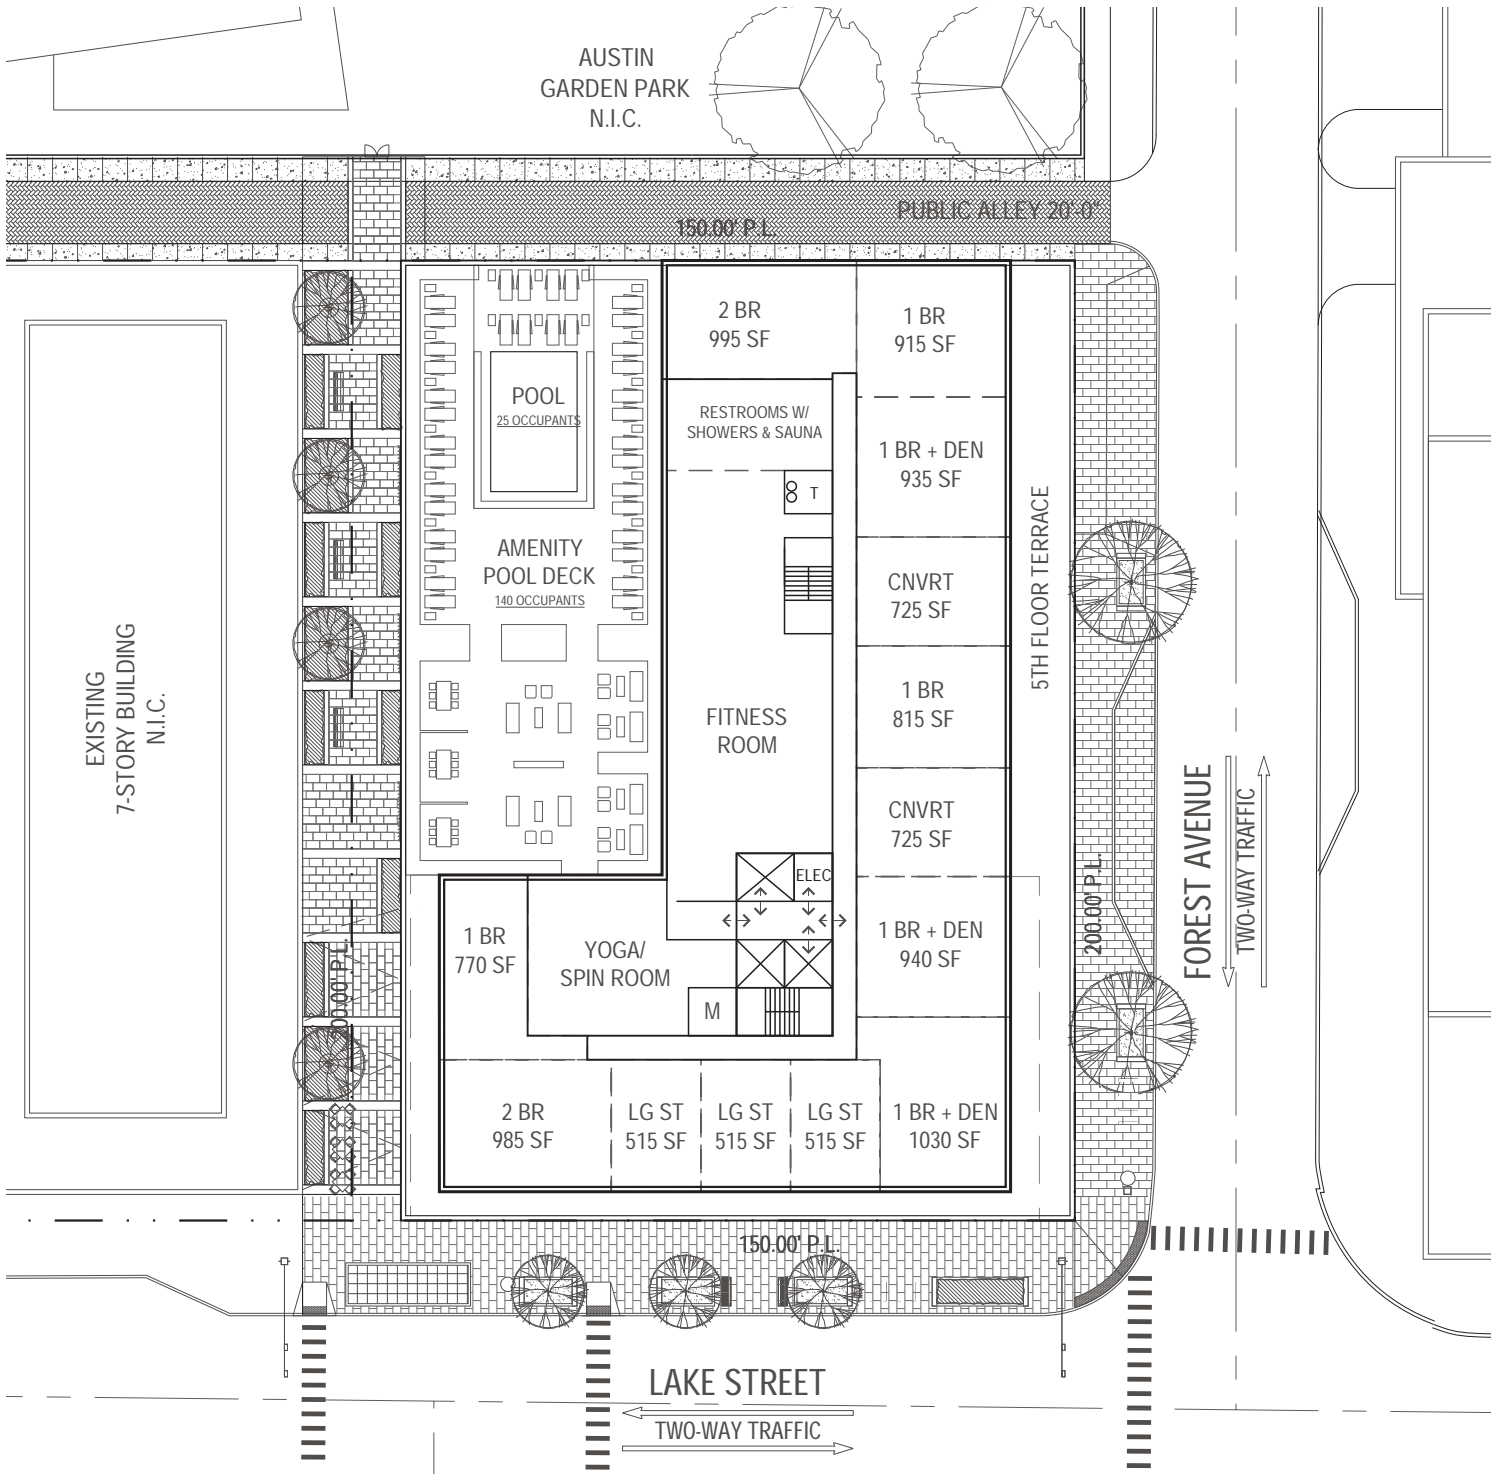 AUSTIN
GARDEN PARK
N.I.C.
PUBLIC ALLEY 20'-0"
150.00' P.L.
2 BR
995 SF
1 BR
915 SF
POOL
25 OCCUPANTS
RESTROOMS W/
SHOWERS & SAUNA
1 BR + DEN
935 SF
T
AMENITY
POOL DECK
140 OCCUPANTS
CNVRT
725 SF
5TH FLOOR TERRACE
EXISTING
7-STORY BUILDING
N.I.C.
1 BR
815 SF
FITNESS
ROOM
CNVRT
725 SF
FOREST AVENUE
TWO-WAY TRAFFIC
200.00' P.L.
ELEC
1 BR + DEN
940 SF
1 BR
770 SF
YOGA/
SPIN ROOM
200.00' P.L.
M
2 BR
985 SF
LG ST
515 SF
LG ST
515 SF
LG ST
515 SF
1 BR + DEN
1030 SF
150.00' P.L.
LAKE STREET
TWO-WAY TRAFFIC